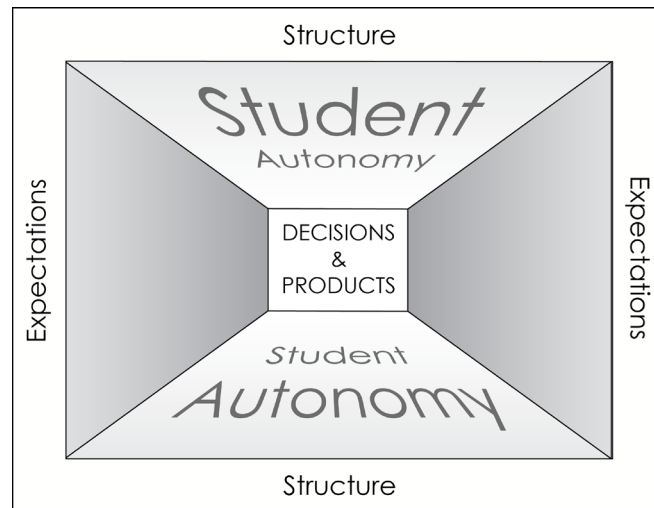 Structure
Student
Autonomy
Expectations
DECISIONS
&
PRODUCTS
Expectations
Student
Autonomy
Structure